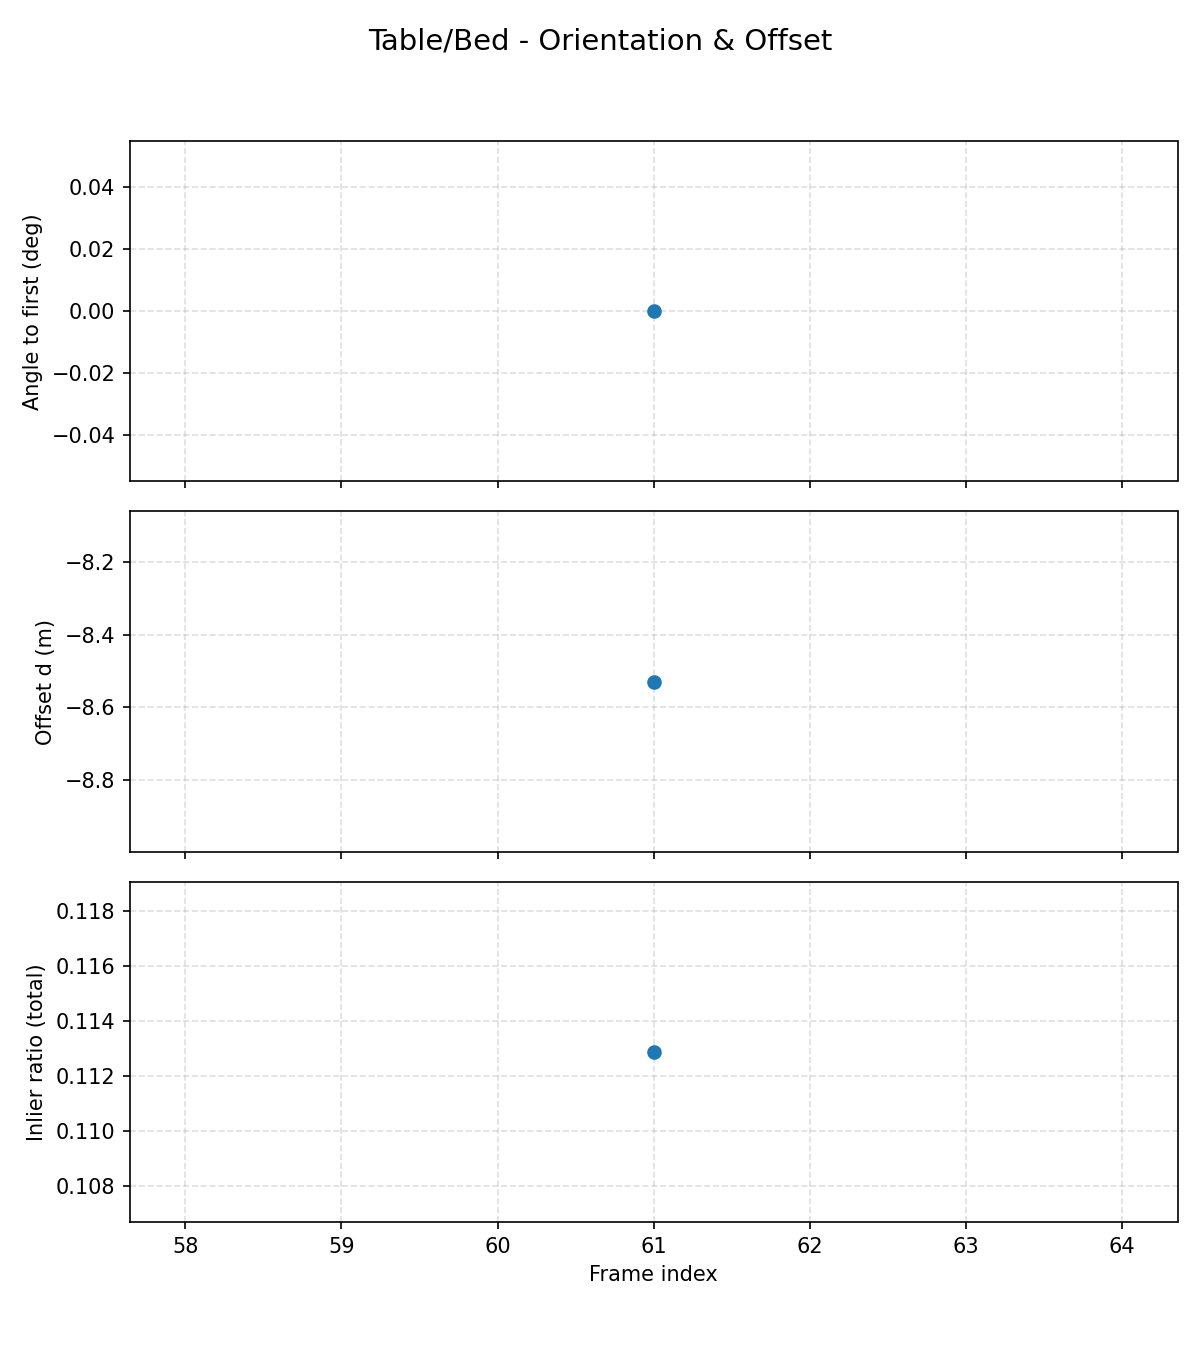 Table/Bed - Orientation & Offset
Angle to first (deg)
0.04
0.02
0.00
−0.02
−0.04
Offset d (m)
−8.2
−8.4
−8.6
−8.8
Inlier ratio (total)
0.118
0.116
0.114
0.112
0.110
0.108
58 59 60 61 62 63 64
Frame index